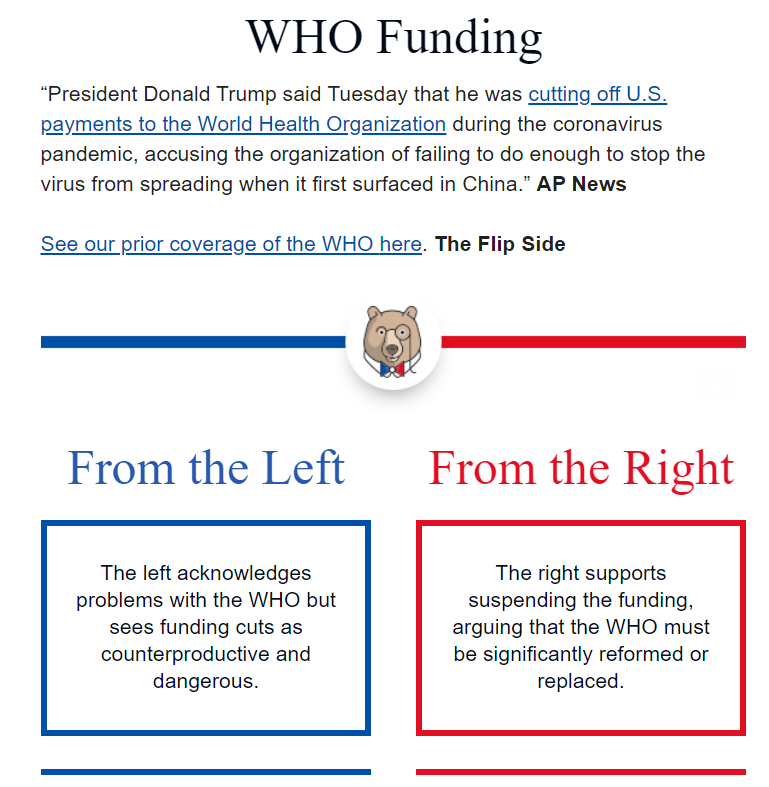 WHO Funding
“President Donald Trump said Tuesday that he was cutting off U.S.
payments to the World Health Organization during the coronavirus
pandemic, accusing the organization of failing to do enough to stop the
virus from spreading when it first surfaced in China.” AP News
See our prior coverage of the WHO here. The Flip Side
From the Left
The left acknowledges
problems with the WHO but
sees funding cuts as
counterproductive and
dangerous.
From the Right
The right supports
suspending the funding,
arguing that the WHO must
be significantly reformed or
replaced.